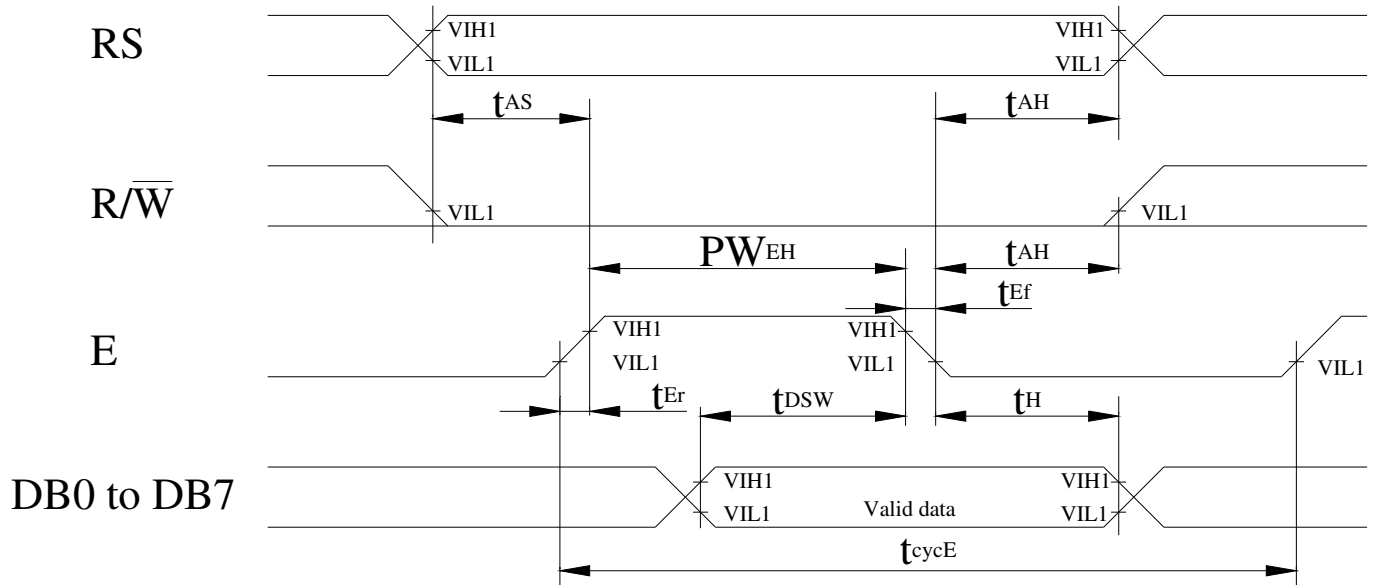 RS
VIH1
VIL1
VIH1
VIL1
tAS
tAH
R/W̅
VIL1
VIL1
PWEH
tAH
tEf
E
VIH1
VIL1
VIH1
VIL1
VIL1
tEr
tDSW
tH
DB0 to DB7
VIH1
VIL1
Valid data
VIH1
VIL1
tcycE